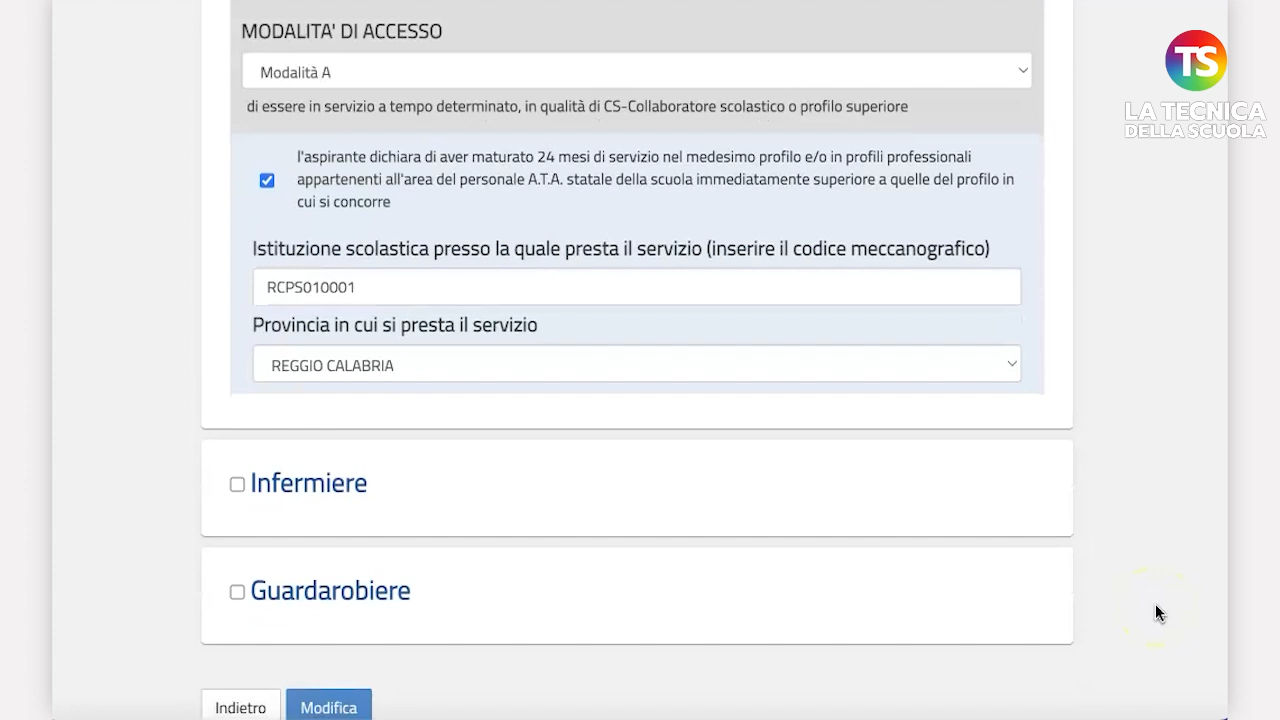 MODALITA' DI ACCESSO
Modalità A
di essere in servizio a tempo determinato, in qualità di CS-Collaboratore scolastico o profilo superiore
l'aspirante dichiara di aver maturato 24 mesi di servizio nel medesimo profilo e/o in profili professionali
appartenenti all'area del personale A.T.A. statale della scuola immediatamente superiore a quelle del profilo in
cui si concorre
Istituzione scolastica presso la quale presta il servizio (inserire il codice meccanografico)
RCPS010001
Provincia in cui si presta il servizio
REGGIO CALABRIA
Infermiere
Guardarobiere
Indietro
Modifica
TS
LA TECNICA
DELLA SCUOLA